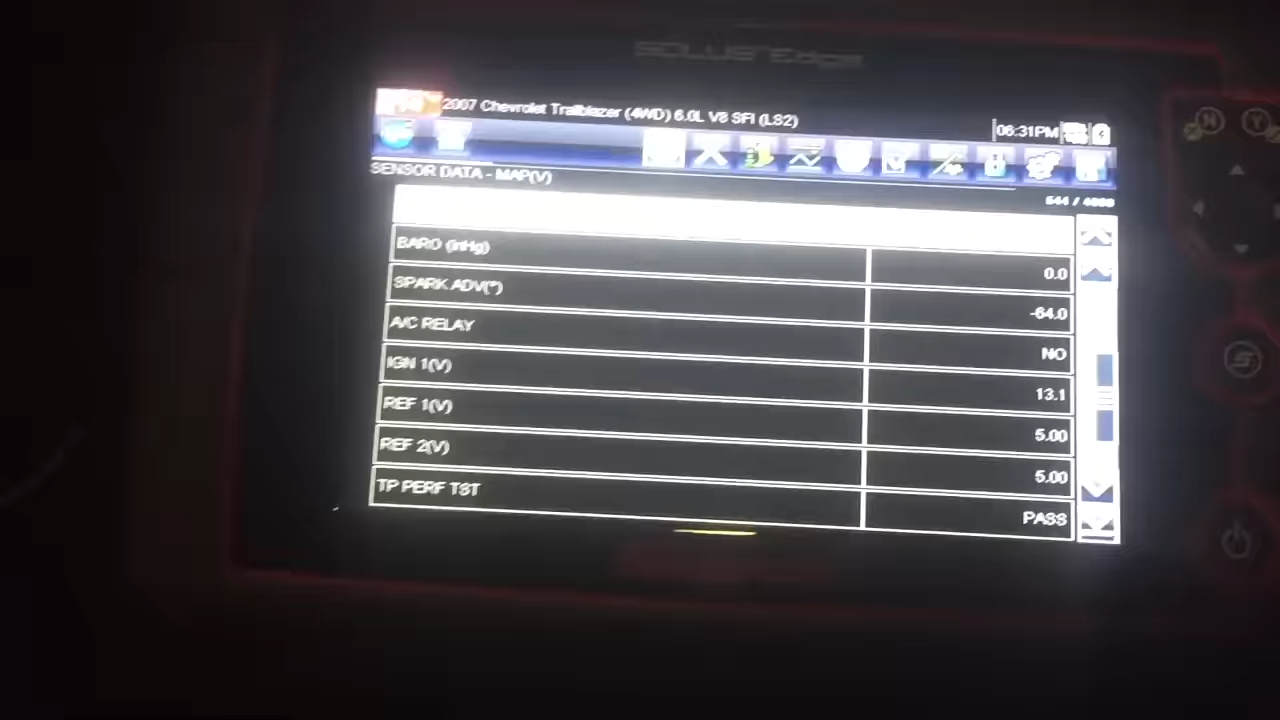 SOLUS Edge
2007 Chevrolet Trailblazer (4WD) 6.0L V8 SFI (LS2)
06:31PM
SENSOR DATA - MAP(V)
BARO (inHg) 0.0
SPARK ADV(°) -64.0
A/C RELAY NO
IGN 1(V) 13.1
REF 1(V) 5.00
REF 2(V) 5.00
TP PERF TST PASS
N Y
S